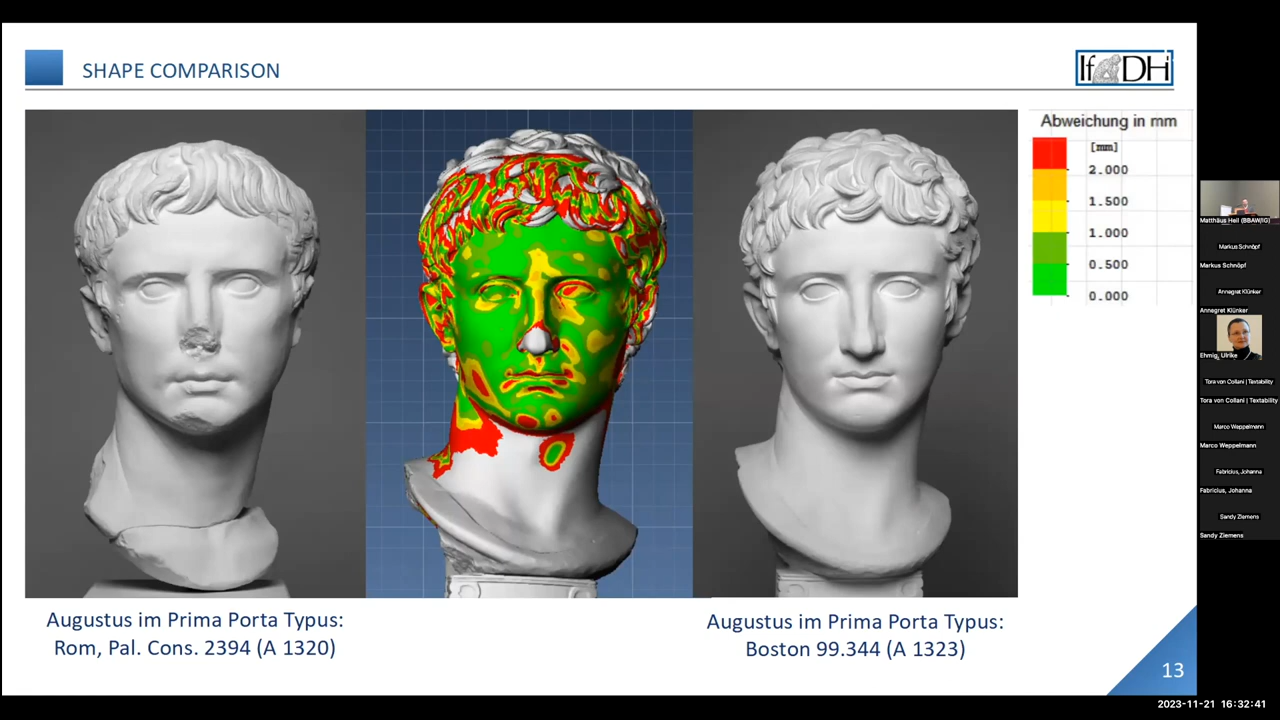 SHAPE COMPARISON
If DH
Abweichung in mm
[mm]
2.000
1.500
1.000
0.500
0.000
Augustus im Prima Porta Typus:
Rom, Pal. Cons. 2394 (A 1320)
Augustus im Prima Porta Typus:
Boston 99.344 (A 1323)
13
Matthäus Heil (BBAW/IG)
Markus Schnöpf
Markus Schnöpf
Annegret Klünker
Annegret Klünker
Ehmig, Ulrike
Tora von Collani | Textability
Tora von Collani | Textability
Marco Weppelmann
Marco Weppelmann
Fabricius, Johanna
Fabricius, Johanna
Sandy Ziemens
Sandy Ziemens
2023-11-21 16:32:41